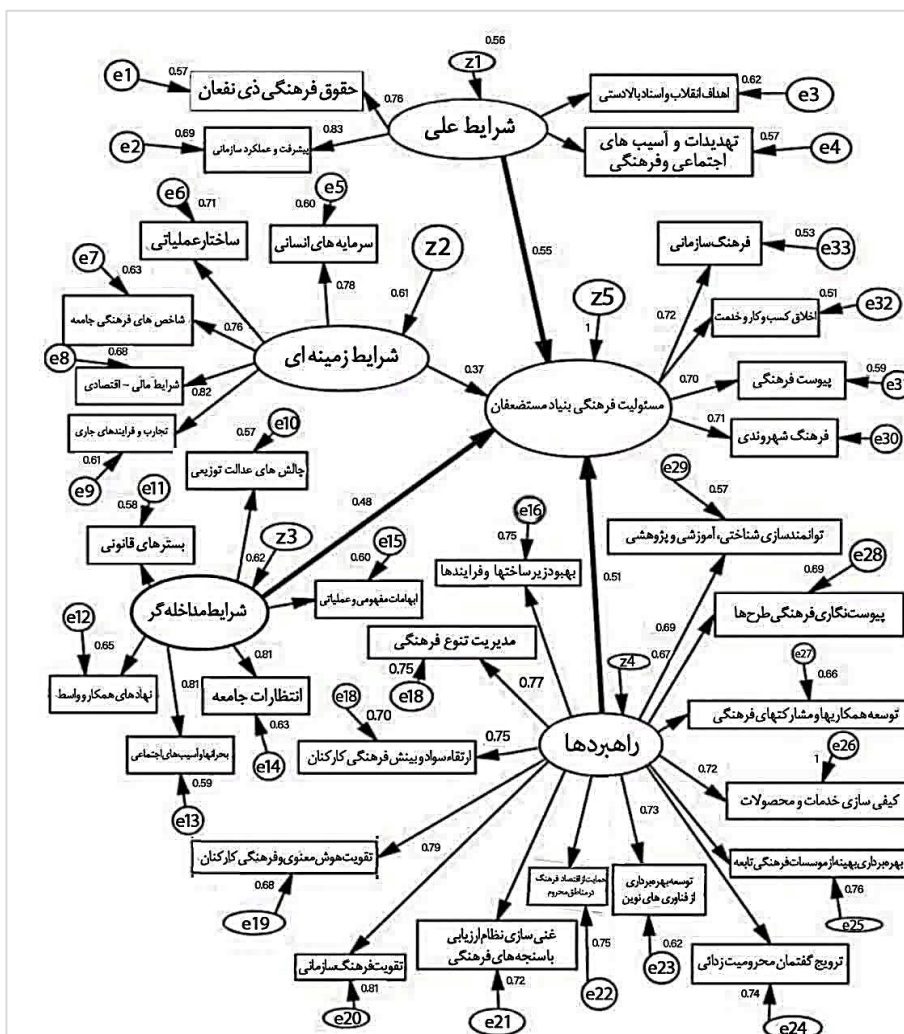 0.56
z1
e1
0.57
حقوق فرهنگی ذی نفعان
0.76
شرایط علی
اهداف انقلاب و اسناد بالادستی
0.62
e3
e2
0.69
پیشرفت و عملکرد سازمانی
0.83
تهدیدات و آسیب های
اجتماعی وفرهنگی
0.57
e4
e6
0.71
ساختار عملیاتی
e5
0.60
سرمایه های انسانی
0.78
z2
0.61
0.55
فرهنگ سازمانی
0.53
e33
e7
0.63
شاخص های فرهنگی جامعه
0.76
z5
1
0.72
اخلاق کسب و کار و خدمت
0.51
e32
شرایط زمینه ای
0.37
e8
0.68
شرایط مالی - اقتصادی
0.82
مسئولیت فرهنگی بنیاد مستضعفان
0.70
پیوست فرهنگی
0.59
e31
تجارب و فرایندهای جاری
0.61
e9
0.71
فرهنگ شهروندی
e30
e10
0.57
چالش های عدالت توزیعی
e11
0.58
بسترهای قانونی
0.48
e29
0.57
توانمندسازی شناختی، آموزشی و پژوهشی
z3
0.62
e15
0.60
ابهامات مفهومی و عملیاتی
e16
0.75
بهبود زیر ساختها و فرایندها
0.51
شرایط مداخله گر
e28
0.69
پیوست نگاری فرهنگی طرح ها
e12
0.65
نهادهای همکار و واسط
0.81
انتظارات جامعه
0.63
e14
0.81
بحرانها و آسیب های اجتماعی
0.59
e13
مدیریت تنوع فرهنگی
0.75
e18
0.77
0.69
0.67
z4
e27
0.66
توسعه همکاریها و مشارکتهای فرهنگی
e18
0.70
ارتقاء سواد و بینش فرهنگی کارکنان
0.75
راهبردها
e26
1
0.72
کیفی سازی خدمات و محصولات
تقویت هوش معنوی و فرهنگی کارکنان
0.68
e19
0.79
0.73
بهره برداری بهینه از موسسات فرهنگی تابعه
0.76
e25
حمایت از اقتصاد فرهنگ
در مناطق محروم
0.75
e22
توسعه بهره برداری
از فناوری های نوین
0.62
e23
تقویت فرهنگ سازمانی
0.81
e20
غنی سازی نظام ارزیابی
با سنجه های فرهنگی
0.72
e21
ترویج گفتمان محرومیت زدائی
0.74
e24